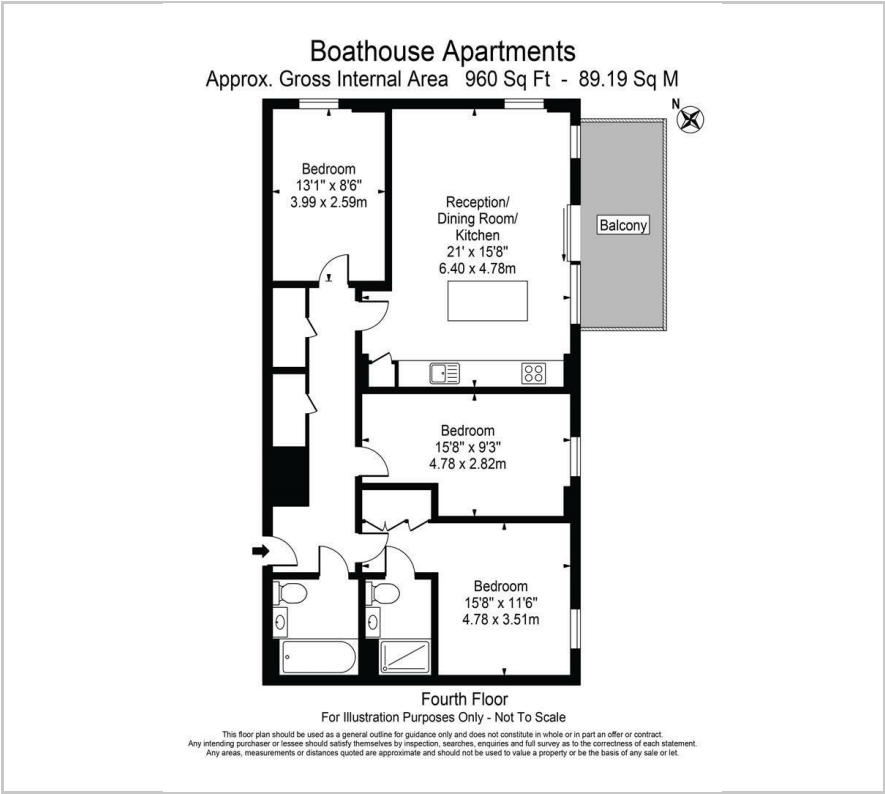 Boathouse Apartments
Approx. Gross Internal Area 960 Sq Ft - 89.19 Sq M
N
Bedroom
13'1" x 8'6"
3.99 x 2.59m
Reception/
Dining Room/
Kitchen
21' x 15'8"
6.40 x 4.78m
Balcony
Bedroom
15'8" x 9'3"
4.78 x 2.82m
Bedroom
15'8" x 11'6"
4.78 x 3.51m
Fourth Floor
For Illustration Purposes Only - Not To Scale
This floor plan should be used as a general outline for guidance only and does not constitute in whole or in part an offer or contract.
Any intending purchaser or lessee should satisfy themselves by inspection, searches, enquiries and full survey as to the correctness of each statement.
Any areas, measurements or distances quoted are approximate and should not be used to value a property or be the basis of any sale or let.